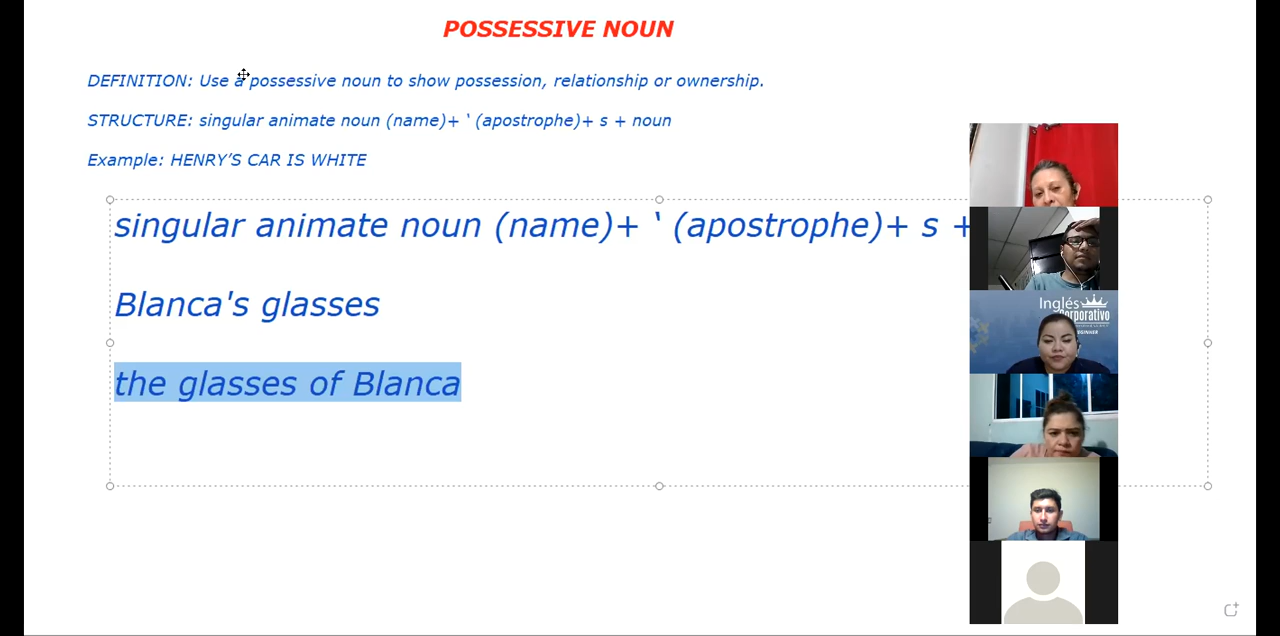 POSSESSIVE NOUN
DEFINITION: Use a possessive noun to show possession, relationship or ownership.
STRUCTURE: singular animate noun (name)+ ‘ (apostrophe)+ s + noun
Example: HENRY’S CAR IS WHITE
singular animate noun (name)+ ‘ (apostrophe)+ s +
Blanca's glasses
the glasses of Blanca
Inglés
Corporativo